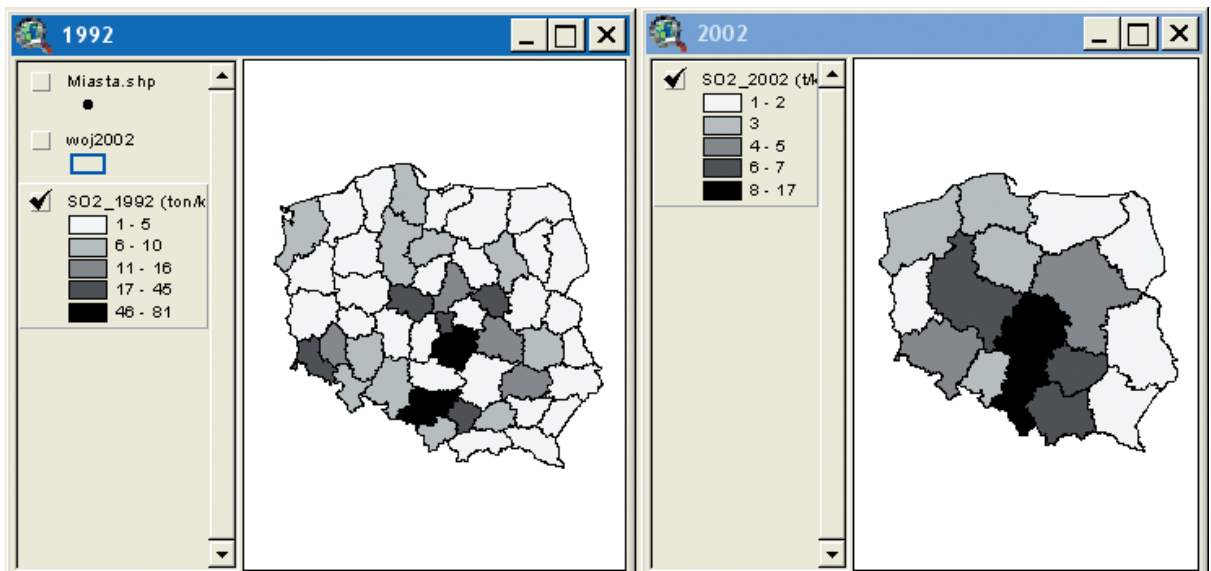 1992
Miasta.shp
woj2002
SO2_1992 (ton/k
1 - 5
6 - 10
11 - 16
17 - 45
46 - 81
2002
SO2_2002 (t/k
1 - 2
3
4 - 5
6 - 7
8 - 17